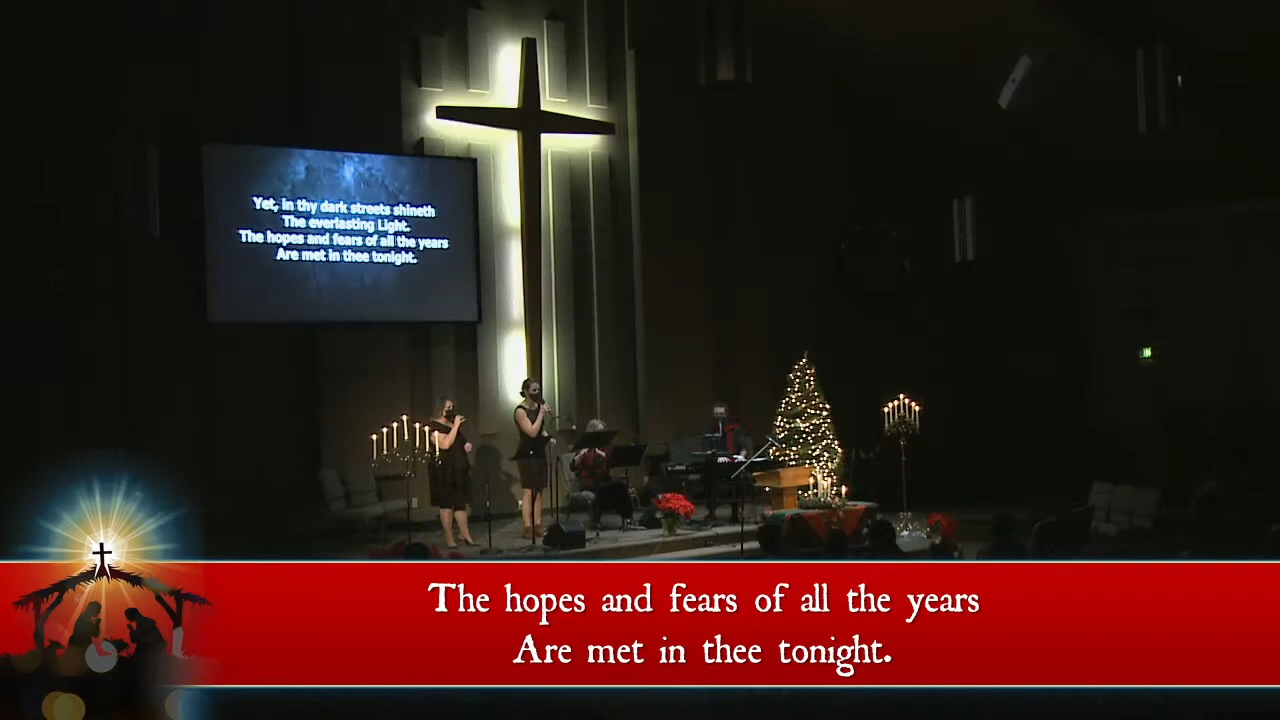 Yet, in thy dark streets shineth
The everlasting Light.
The hopes and fears of all the years
Are met in thee tonight.
The hopes and fears of all the years
Are met in thee tonight.